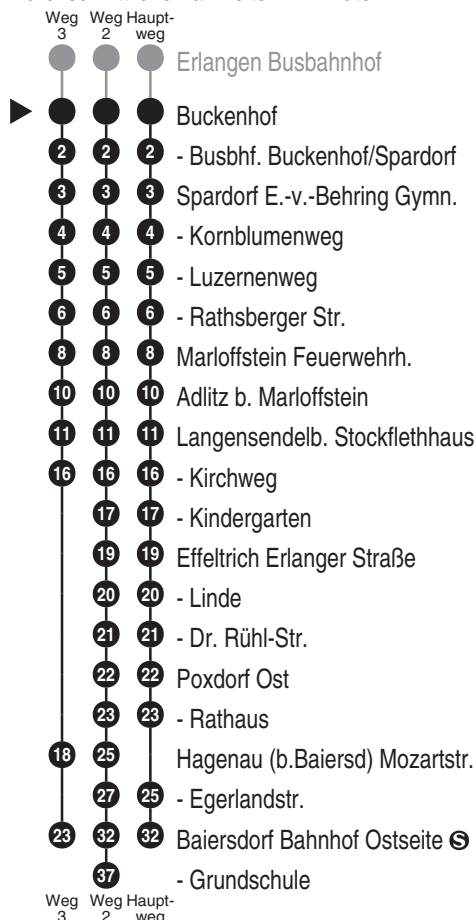 Weg Weg Haupt-
3 2 weg
Erlangen Busbahnhof
Buckenhof
2 2 2 - Busbhf. Buckenhof/Spardorf
3 3 3 Spardorf E.-v.-Behring Gymn.
4 4 4 - Kornblumenweg
5 5 5 - Luzernenweg
6 6 6 - Rathsberger Str.
8 8 8 Marloffstein Feuerwehrh.
10 10 10 Adlitz b. Marloffstein
11 11 11 Langensendelb. Stockflethhaus
16 16 16 - Kirchweg
17 17 - Kindergarten
19 19 Effeltrich Erlanger Straße
20 20 - Linde
21 21 - Dr. Rühl-Str.
22 22 Poxdorf Ost
23 23 - Rathaus
18 25 Hagenau (b.Baiersd) Mozartstr.
27 25 - Egerlandstr.
23 32 32 Baiersdorf Bahnhof Ostseite S
37 - Grundschule
Weg Weg Haupt-
3 2 weg